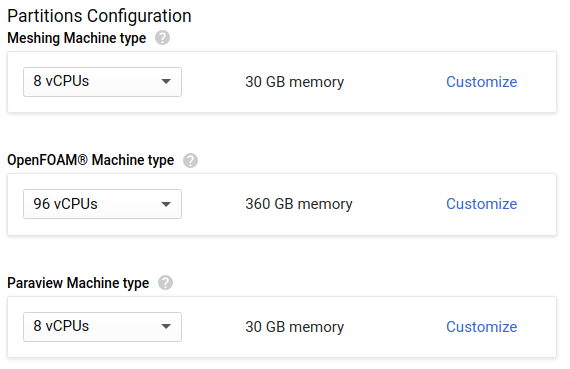 Partitions Configuration
Meshing Machine type ?
8 vCPUs 30 GB memory Customize
OpenFOAM® Machine type ?
96 vCPUs 360 GB memory Customize
Paraview Machine type ?
8 vCPUs 30 GB memory Customize